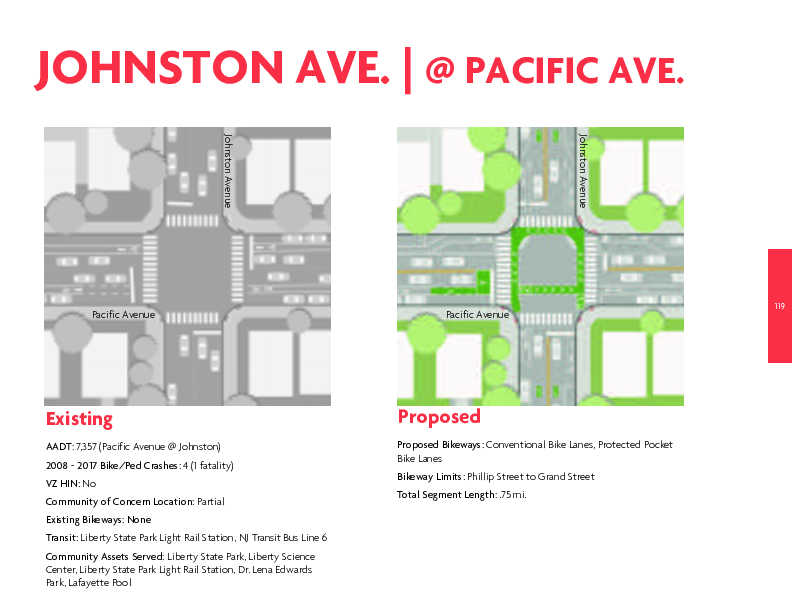 JOHNSTON AVE. | @ PACIFIC AVE.
Johnston Avenue
Pacific Avenue
Johnston Avenue
Pacific Avenue
119
Existing
AADT: 7,357 (Pacific Avenue @ Johnston)
2008 - 2017 Bike/Ped Crashes: 4 (1 fatality)
VZ HIN: No
Community of Concern Location: Partial
Existing Bikeways: None
Transit: Liberty State Park Light Rail Station, NJ Transit Bus Line 6
Community Assets Served: Liberty State Park, Liberty Science
Center, Liberty State Park Light Rail Station, Dr. Lena Edwards
Park, Lafayette Pool
Proposed
Proposed Bikeways: Conventional Bike Lanes, Protected Pocket
Bike Lanes
Bikeway Limits: Phillip Street to Grand Street
Total Segment Length: .75 mi.